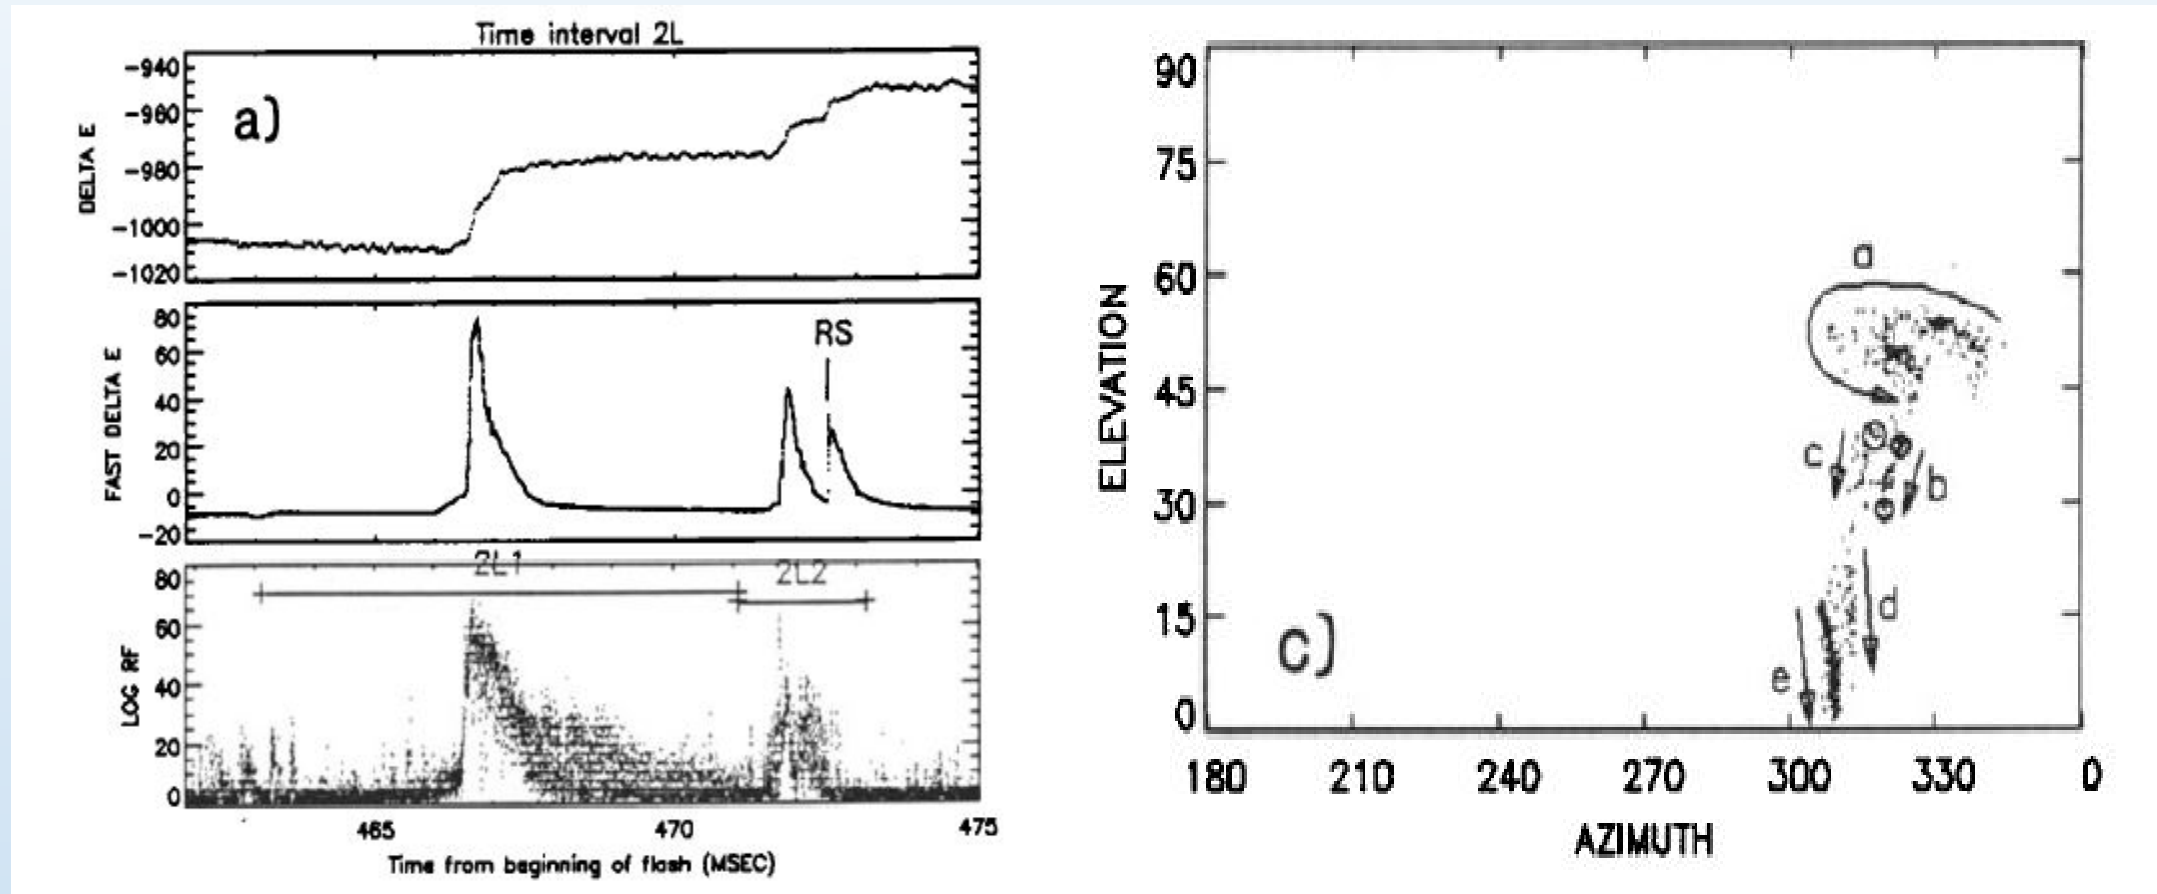 Time interval 2L
DELTA E
-940
-960
-980
-1000
-1020
a)
FAST DELTA E
80
60
40
20
0
-20
RS
LOG RF
80
60
40
20
0
2L1
2L2
465
470
475
Time from beginning of flash (MSEC)
ELEVATION
90
75
60
45
30
15
0
a
c
b
d
e
c)
180
210
240
270
300
330
0
AZIMUTH